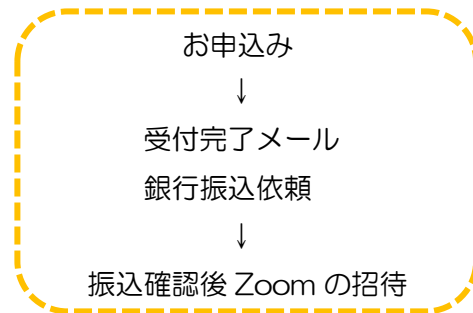 お申込み
↓
受付完了メール
銀行振込依頼
↓
振込確認後 Zoom の招待